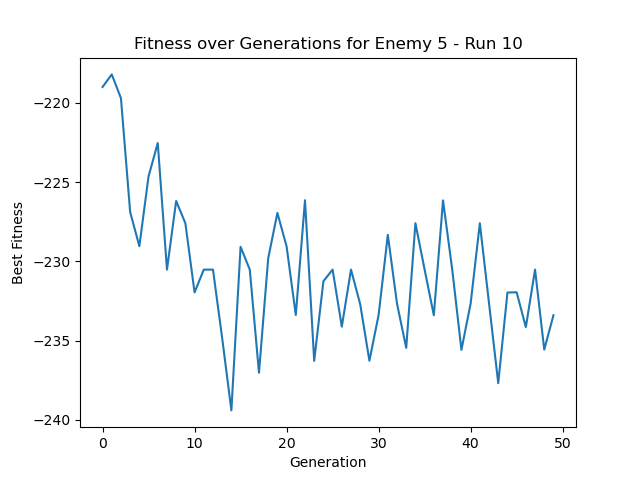 Fitness over Generations for Enemy 5 - Run 10
Best Fitness
−220
−225
−230
−235
−240
0 10 20 30 40 50
Generation